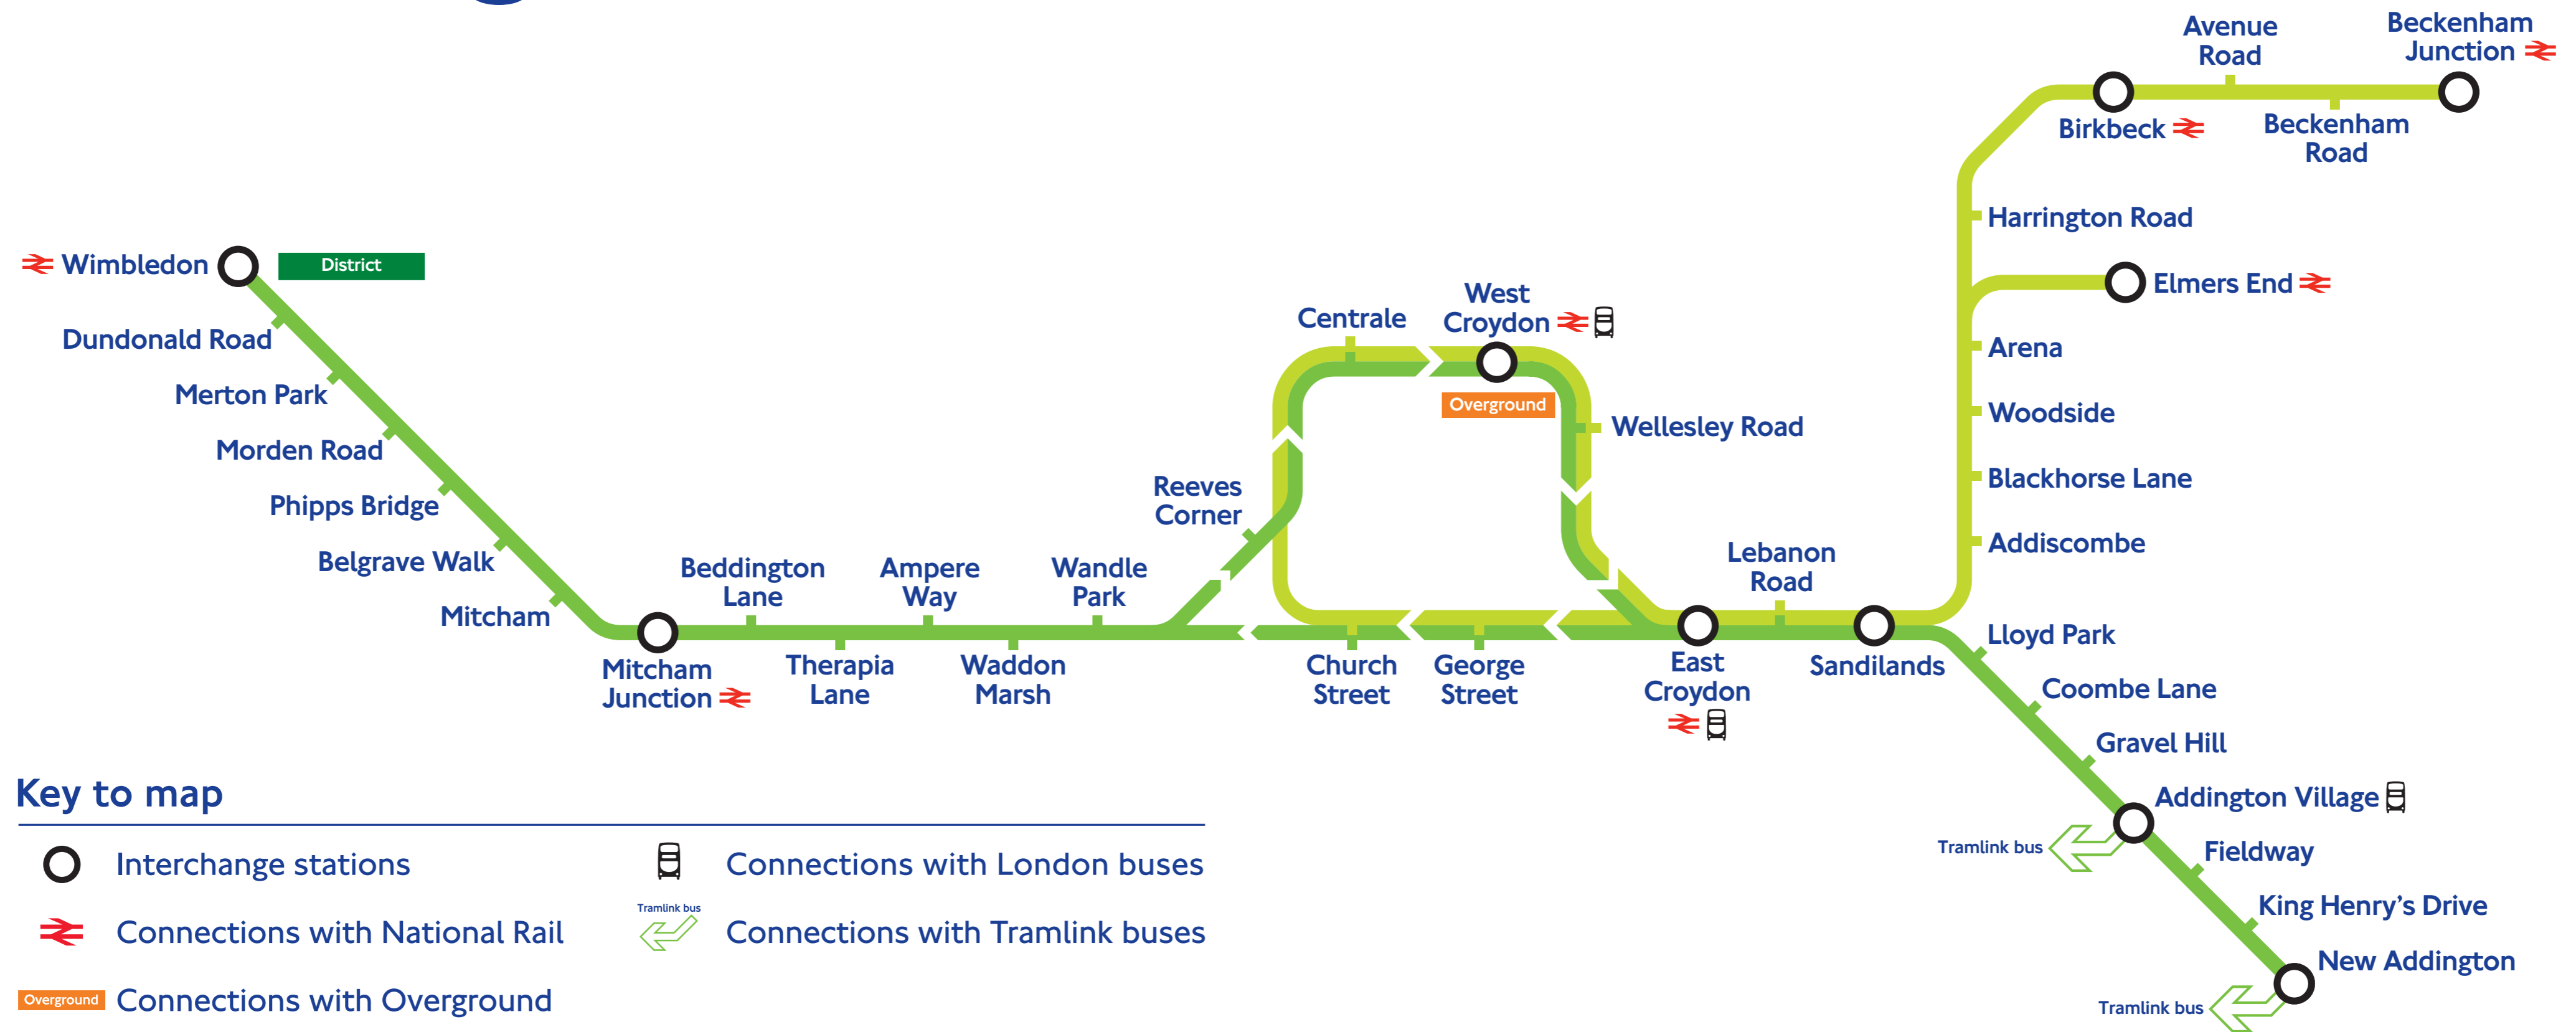 Avenue
Road
Beckenham
Junction
Birkbeck
Beckenham
Road
Harrington Road
Wimbledon
District
Elmers End
Dundonald Road
Centrale
West
Croydon
Overground
Arena
Merton Park
Woodside
Wellesley Road
Morden Road
Blackhorse Lane
Reeves
Corner
Phipps Bridge
Addiscombe
Belgrave Walk
Beddington
Lane
Ampere
Way
Wandle
Park
Lebanon
Road
Mitcham
Lloyd Park
Mitcham
Junction
Therapia
Lane
Waddon
Marsh
Church
Street
George
Street
East
Croydon
Sandilands
Coombe Lane
Gravel Hill
Addington Village
Tramlink bus
Fieldway
King Henry's Drive
New Addington
Tramlink bus
Key to map
Interchange stations
Connections with National Rail
Overground
Connections with Overground
Connections with London buses
Tramlink bus
Connections with Tramlink buses